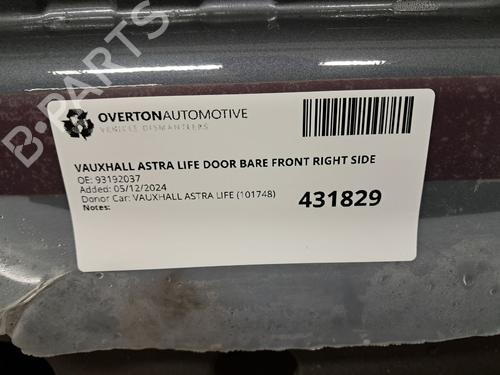 B-PARTS
OVERTONAUTOMOTIVE
VEHICLE DISMANTLERS
VAUXHALL ASTRA LIFE DOOR BARE FRONT RIGHT SIDE
OE: 93192037
Added: 05/12/2024
Donor Car: VAUXHALL ASTRA LIFE (101748)
Notes:
431829